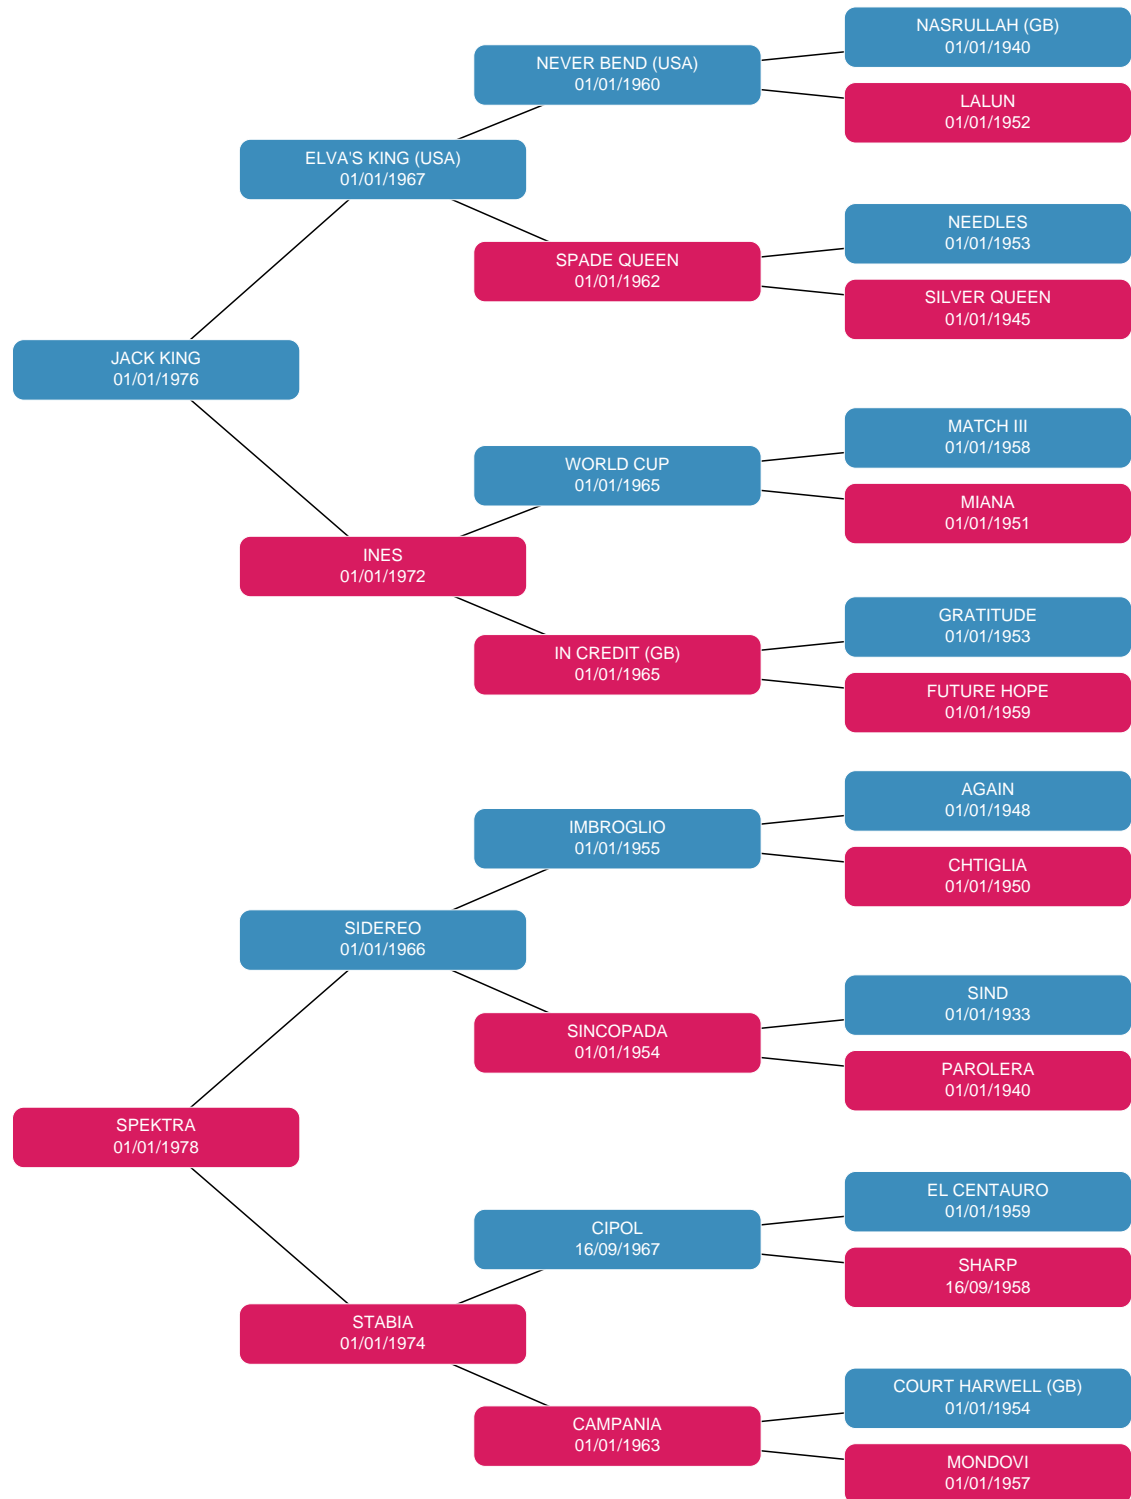 NASRULLAH (GB)
01/01/1940
NEVER BEND (USA)
01/01/1960
LALUN
01/01/1952
ELVA'S KING (USA)
01/01/1967
NEEDLES
01/01/1953
SPADE QUEEN
01/01/1962
SILVER QUEEN
01/01/1945
JACK KING
01/01/1976
MATCH III
01/01/1958
WORLD CUP
01/01/1965
MIANA
01/01/1951
INES
01/01/1972
GRATITUDE
01/01/1953
IN CREDIT (GB)
01/01/1965
FUTURE HOPE
01/01/1959
AGAIN
01/01/1948
IMBROGLIO
01/01/1955
CHTIGLIA
01/01/1950
SIDEREO
01/01/1966
SIND
01/01/1933
SINCOPADA
01/01/1954
PAROLERA
01/01/1940
SPEKTRA
01/01/1978
EL CENTAURO
01/01/1959
CIPOL
16/09/1967
SHARP
16/09/1958
STABIA
01/01/1974
COURT HARWELL (GB)
01/01/1954
CAMPANIA
01/01/1963
MONDOVI
01/01/1957